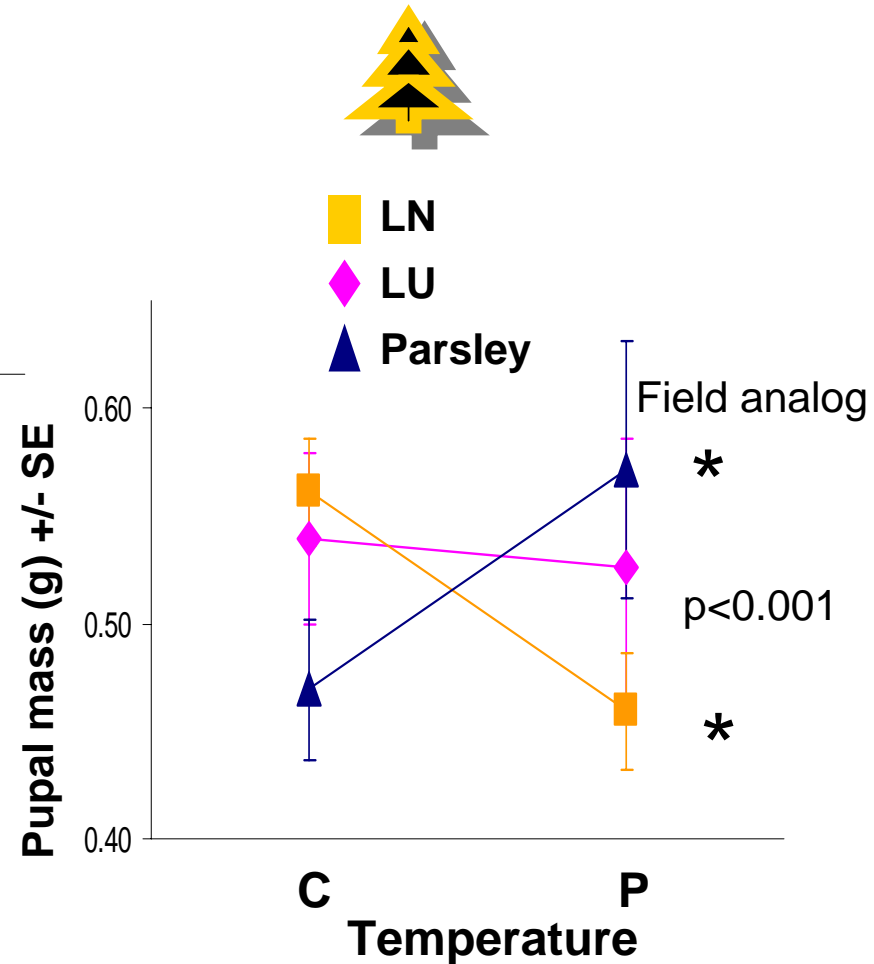 LN
LU
Parsley
Pupal mass (g) +/- SE
0.60
0.50
0.40
Field analog
*
p<0.001
*
C P
Temperature